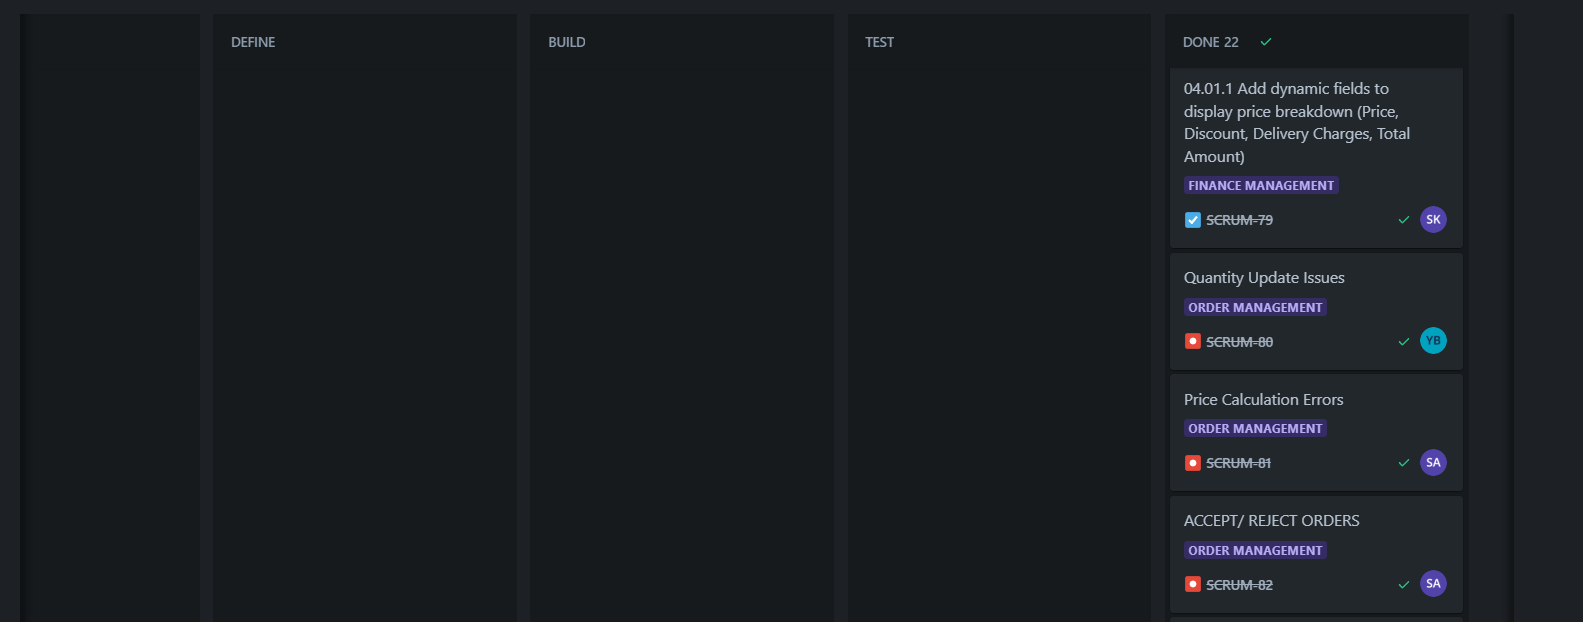 DEFINE
BUILD
TEST
DONE 22
04.01.1 Add dynamic fields to
display price breakdown (Price,
Discount, Delivery Charges, Total
Amount)
FINANCE MANAGEMENT
SCRUM-79
SK
Quantity Update Issues
ORDER MANAGEMENT
SCRUM-80
YB
Price Calculation Errors
ORDER MANAGEMENT
SCRUM-81
SA
ACCEPT/ REJECT ORDERS
ORDER MANAGEMENT
SCRUM-82
SA